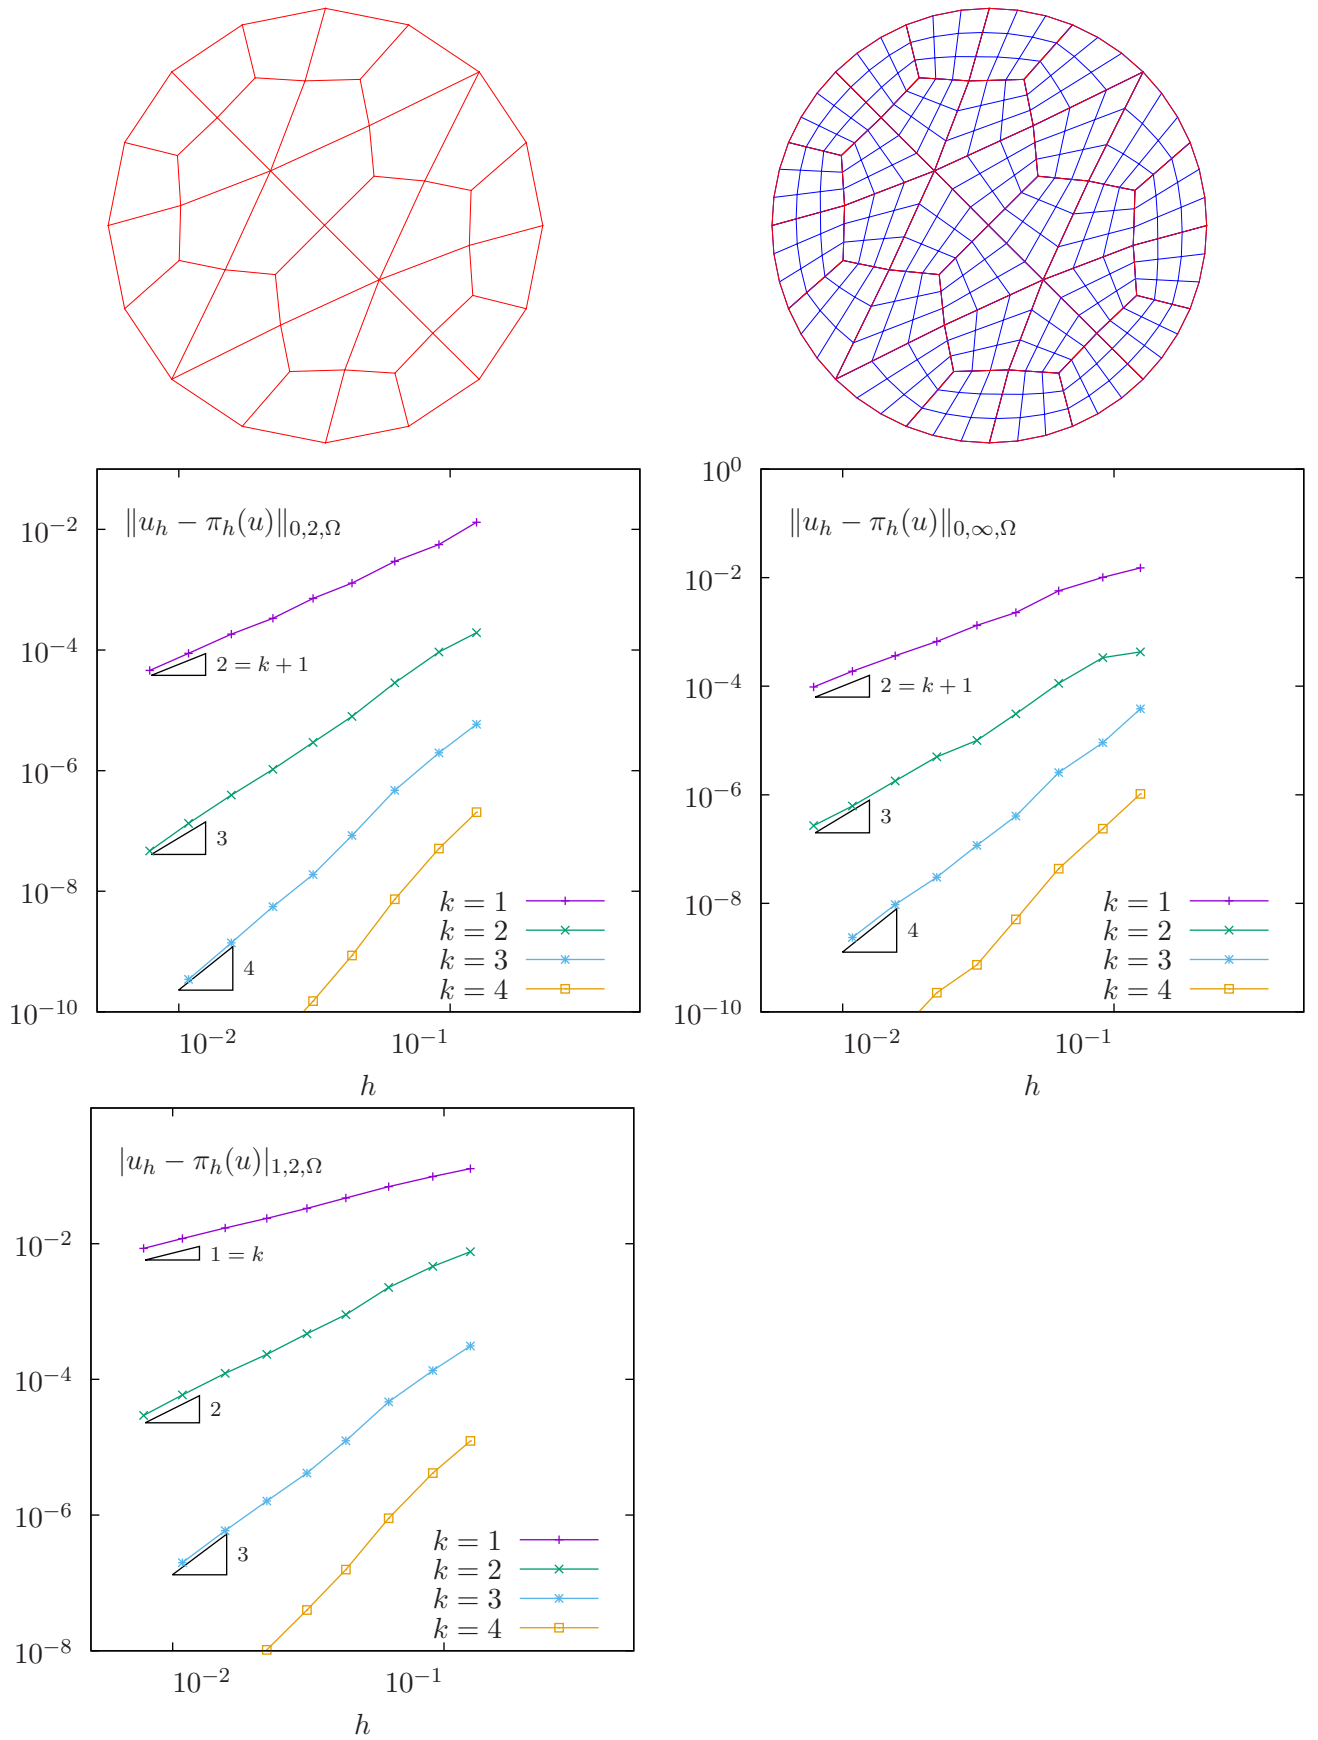 ‖u_h − π_h(u)‖_{0,2,Ω}
10^{−2}
10^{−4}
10^{−6}
10^{−8}
10^{−10}
2 = k + 1
3
4
k = 1
k = 2
k = 3
k = 4
10^{−2} 10^{−1}
h
‖u_h − π_h(u)‖_{0,∞,Ω}
10^{0}
10^{−2}
10^{−4}
10^{−6}
10^{−8}
10^{−10}
2 = k + 1
3
4
k = 1
k = 2
k = 3
k = 4
10^{−2} 10^{−1}
h
|u_h − π_h(u)|_{1,2,Ω}
10^{−2}
10^{−4}
10^{−6}
10^{−8}
1 = k
2
3
k = 1
k = 2
k = 3
k = 4
10^{−2} 10^{−1}
h